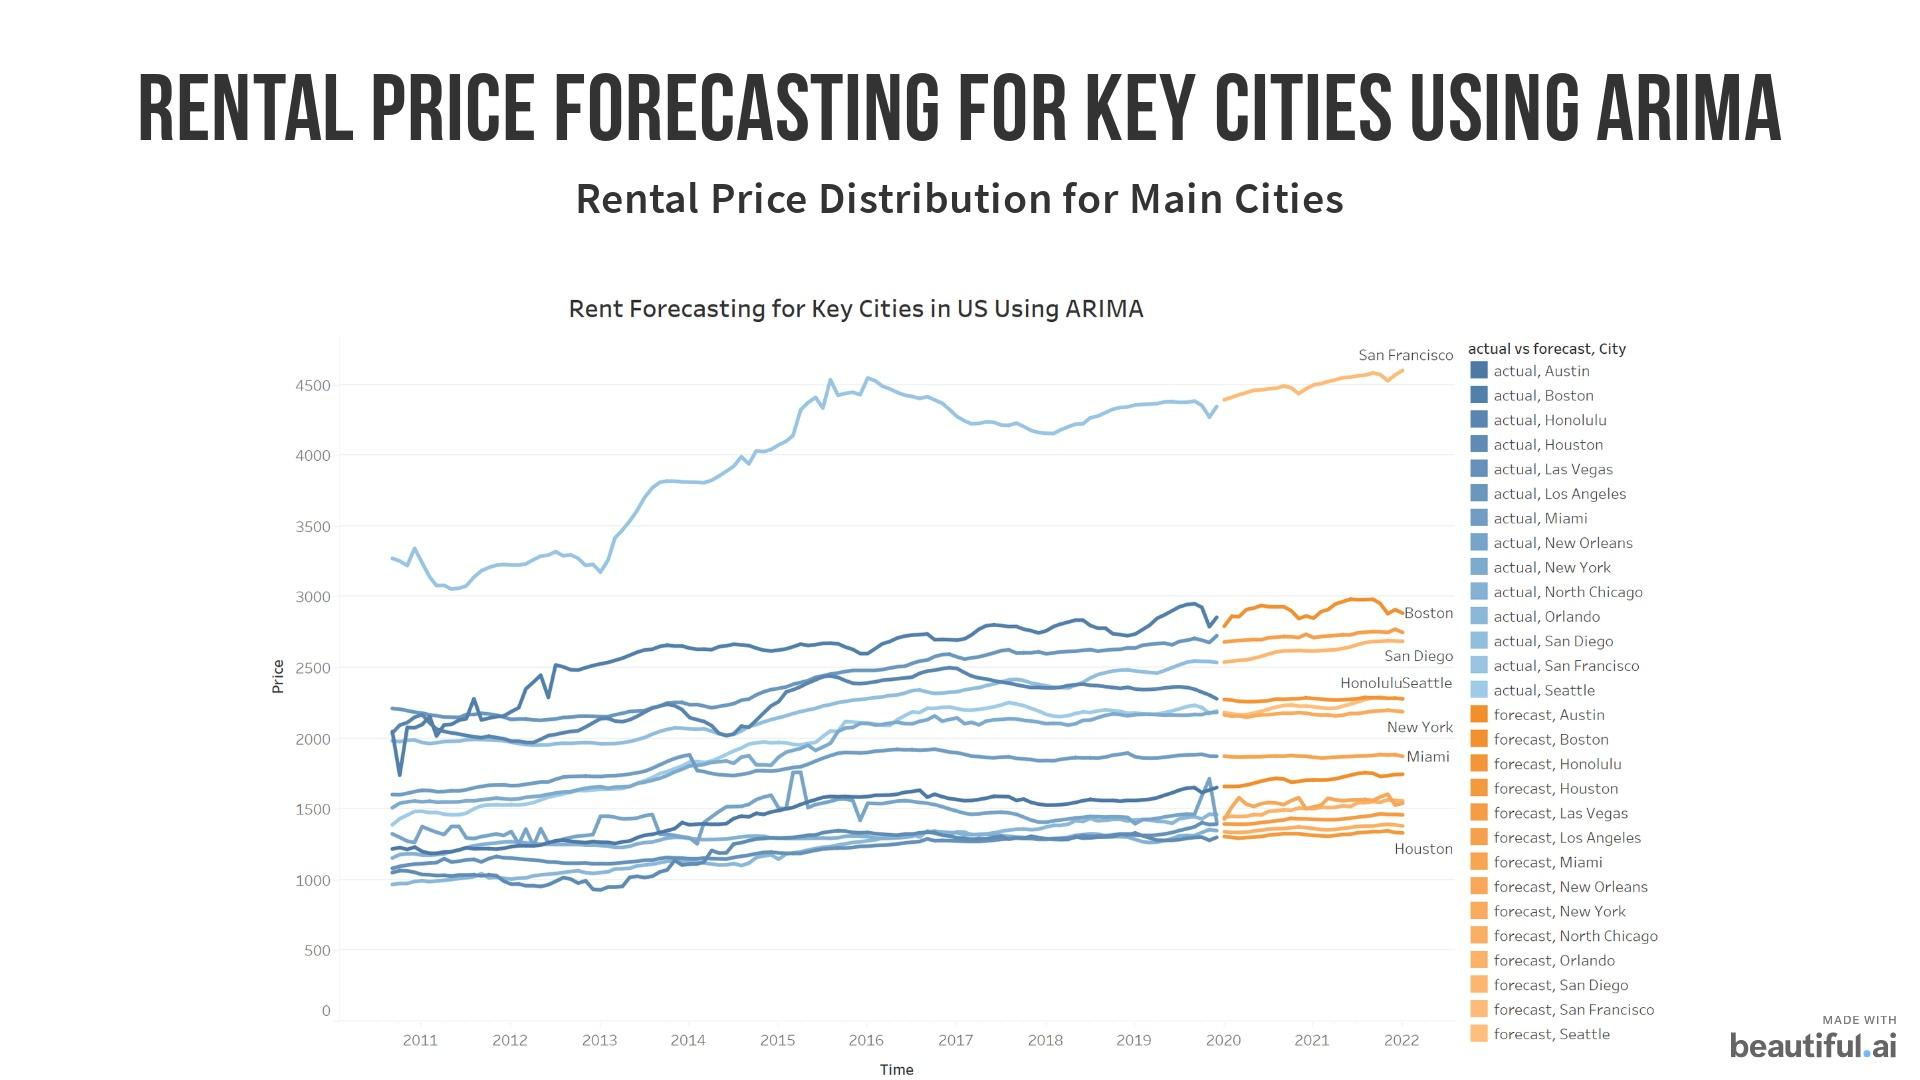 RENTAL PRICE FORECASTING FOR KEY CITIES USING ARIMA
Rental Price Distribution for Main Cities
Rent Forecasting for Key Cities in US Using ARIMA
4500
4000
3500
3000
2500
2000
1500
1000
500
0
Price
2011
2012
2013
2014
2015
2016
2017
2018
2019
2020
2021
2022
Time
San Francisco
Boston
San Diego
HonoluluSeattle
New York
Miami
Houston
actual vs forecast, City
actual, Austin
actual, Boston
actual, Honolulu
actual, Houston
actual, Las Vegas
actual, Los Angeles
actual, Miami
actual, New Orleans
actual, New York
actual, North Chicago
actual, Orlando
actual, San Diego
actual, San Francisco
actual, Seattle
forecast, Austin
forecast, Boston
forecast, Honolulu
forecast, Houston
forecast, Las Vegas
forecast, Los Angeles
forecast, Miami
forecast, New Orleans
forecast, New York
forecast, North Chicago
forecast, Orlando
forecast, San Diego
forecast, San Francisco
forecast, Seattle
MADE WITH
beautiful.ai